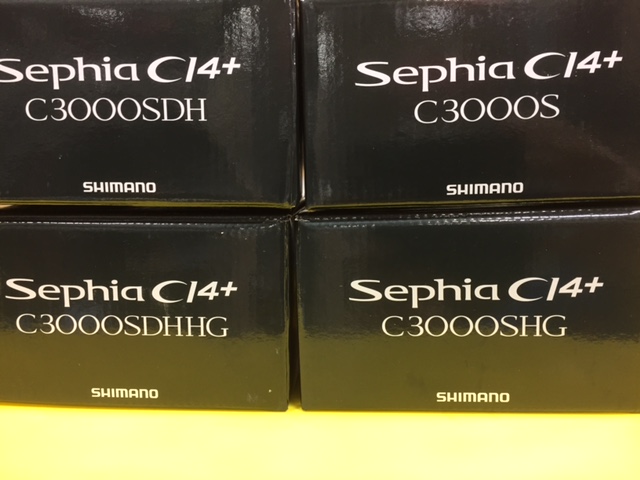 Sephia CI4+
C3000SDH
SHIMANO
Sephia CI4+
C3000S
SHIMANO
Sephia CI4+
C3000SDHHG
SHIMANO
Sephia CI4+
C3000SHG
SHIMANO